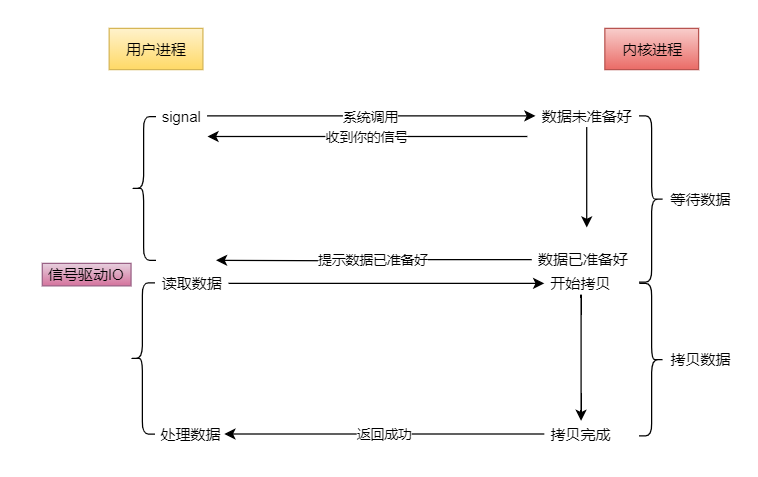 用户进程
内核进程
signal
系统调用
数据未准备好
收到你的信号
等待数据
提示数据已准备好
数据已准备好
信号驱动IO
读取数据
开始拷贝
拷贝数据
处理数据
返回成功
拷贝完成